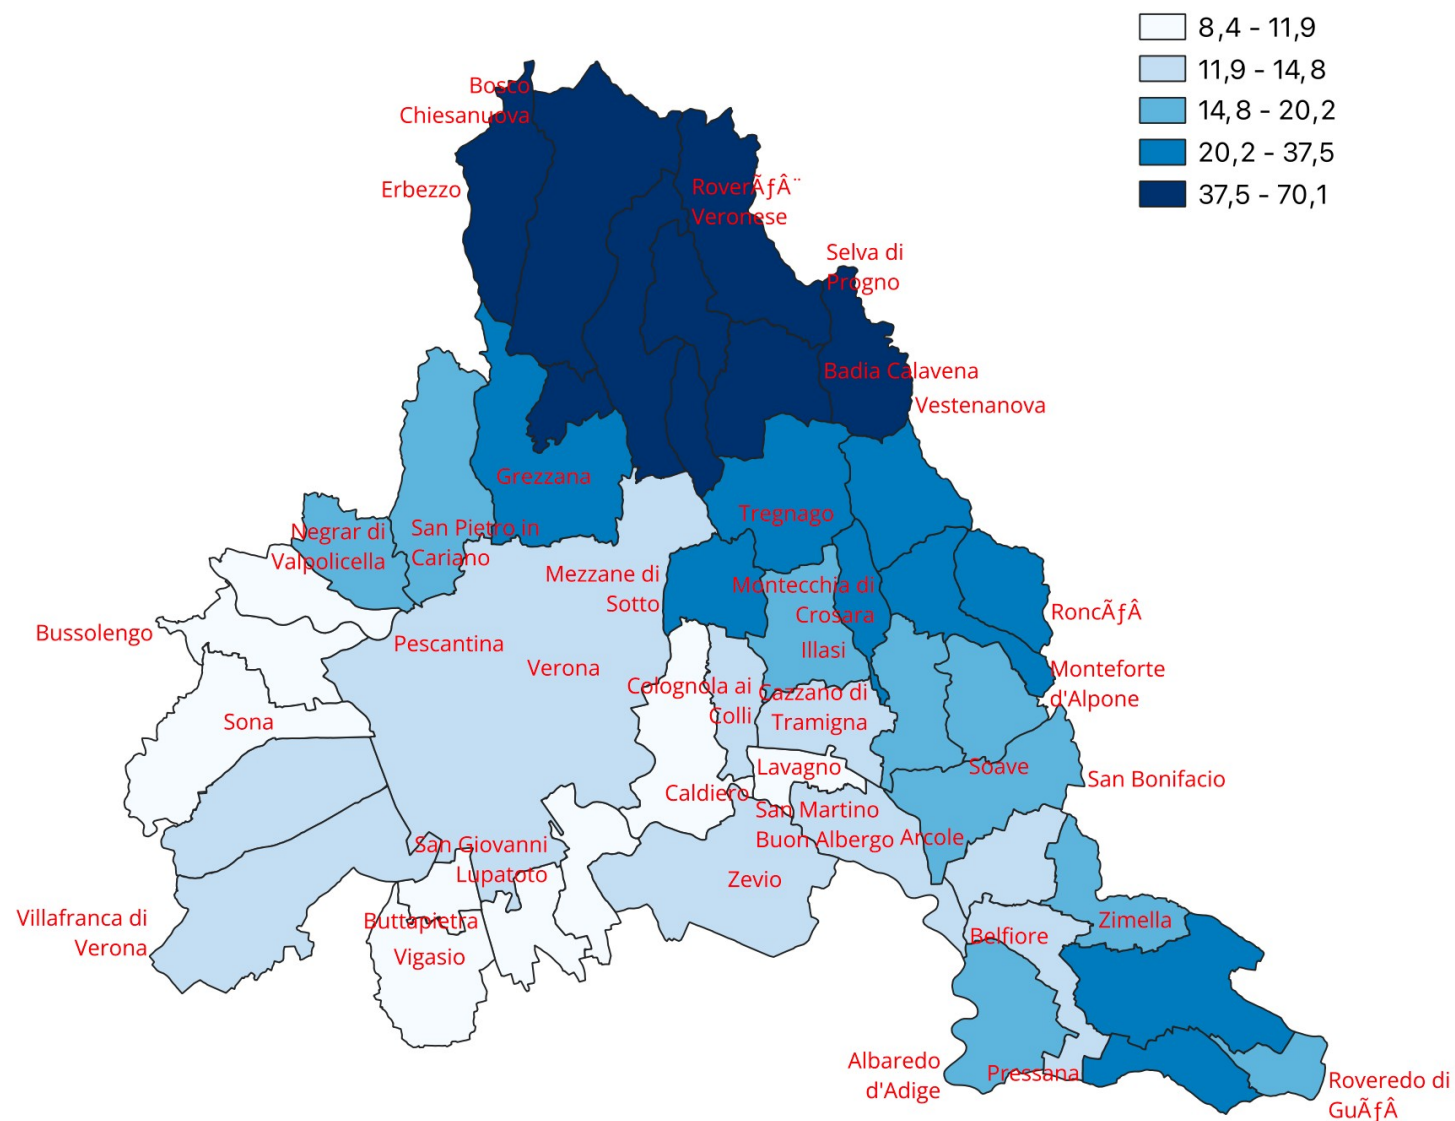 8,4 - 11,9
11,9 - 14,8
14,8 - 20,2
20,2 - 37,5
37,5 - 70,1
Bosco
Chiesanuova
Erbezzo
RoverÃƒÂ¨
Veronese
Selva di
Progno
Badia Calavena
Vestenanova
Grezzana
Tregnago
Negrar di
Valpolicella
San Pietro in
Cariano
Mezzane di
Sotto
Montecchia di
Crosara
RoncÃƒÂ
Bussolengo
Pescantina
Verona
Illasi
Monteforte
d'Alpone
Colognola ai
Colli
Cazzano di
Tramigna
Sona
Lavagno
Soave
San Bonifacio
Caldiero
San Martino
Buon Albergo
Arcole
San Giovanni
Lupatoto
Zevio
Villafranca di
Verona
Buttapietra
Vigasio
Belfiore
Zimella
Albaredo
d'Adige
Pressana
Roveredo di
GuÃƒÂ